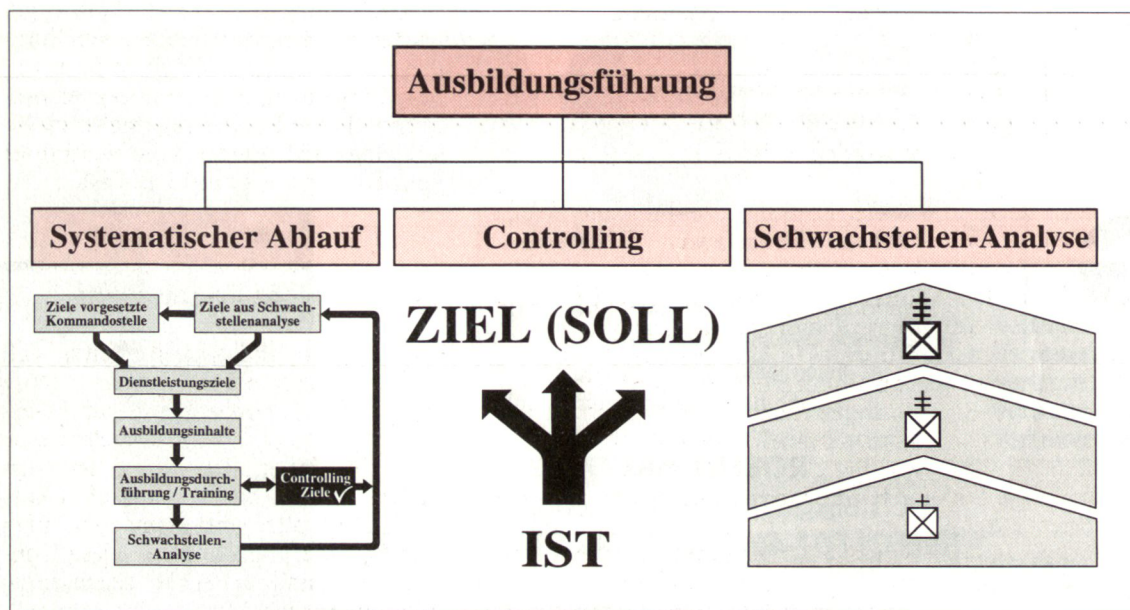 Ausbildungsführung
Systematischer Ablauf
Controlling
Schwachstellen-Analyse
Ziele vorgesetzte
Kommandostelle
Ziele aus Schwach-
stellenanalyse
Dienstleistungsziele
Ausbildungsinhalte
Ausbildungsdurch-
führung / Training
Controlling
Ziele
Schwachstellen-
Analyse
ZIEL (SOLL)
IST